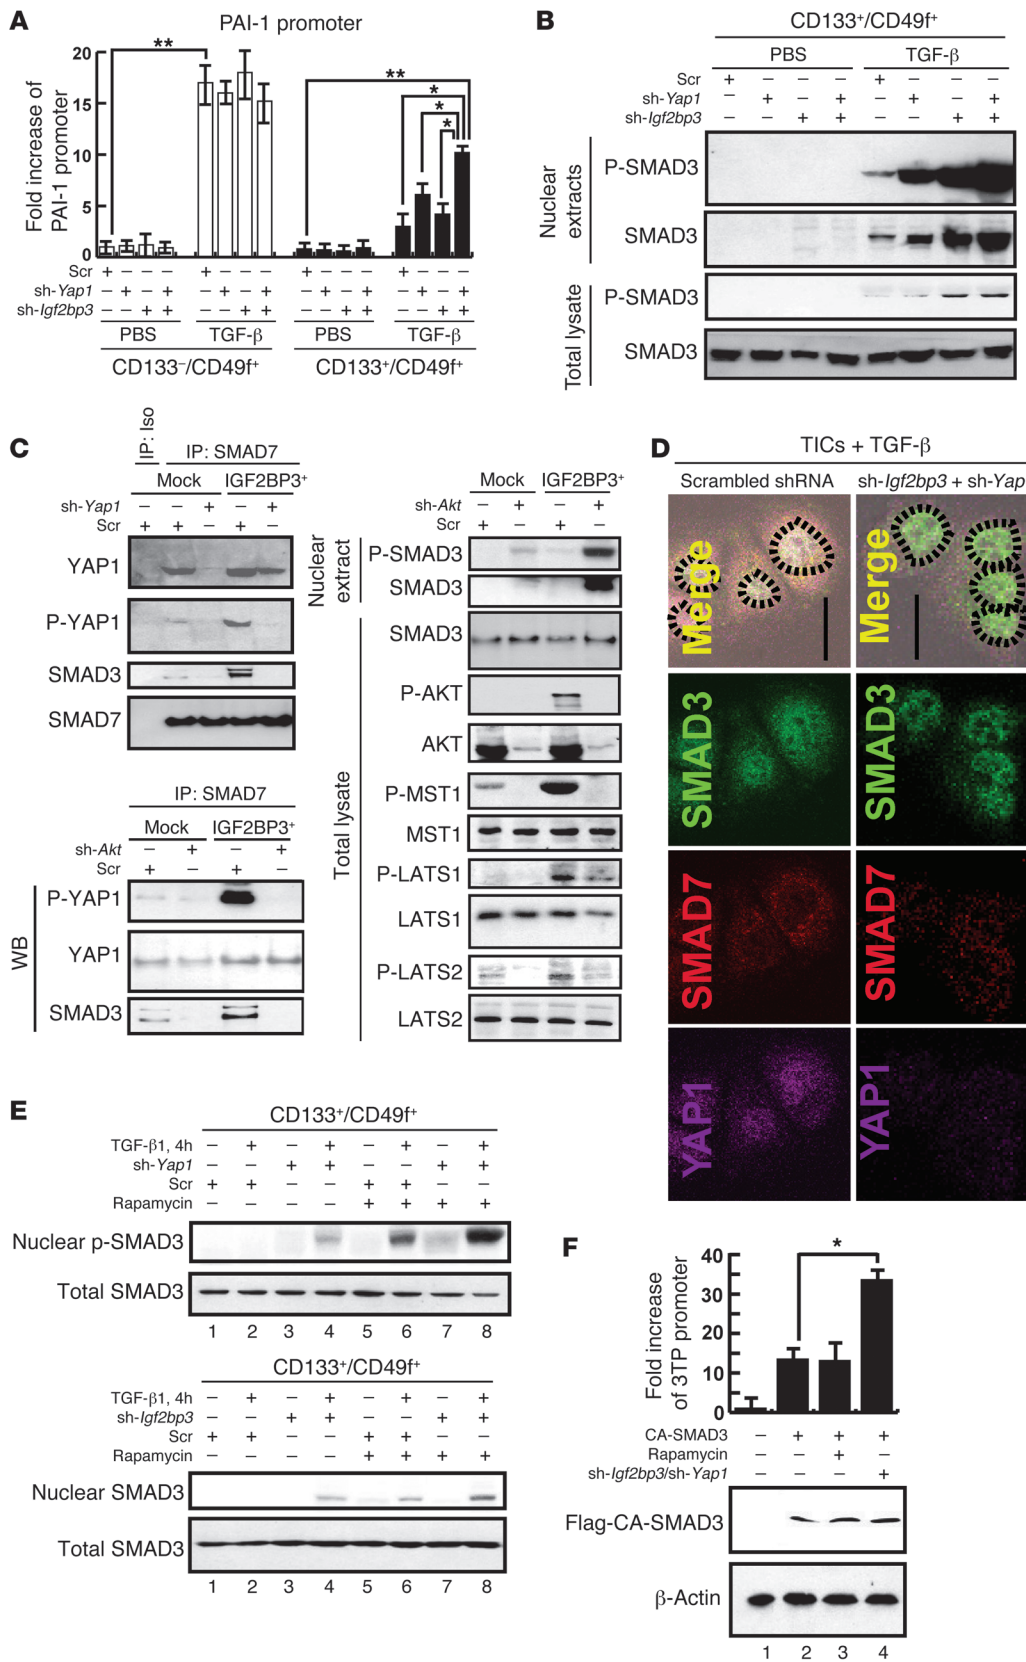 A
PAI-1 promoter
Fold increase of
PAI-1 promoter
20
15
10
5
0
**
**
*
*
*
Scr + – – – + – – – + – – – + – – –
sh-Yap1 – + – + – + – + – + – + – + – +
sh-Igf2bp3 – – + + – – + + – – + + – – + +
PBS TGF-β PBS TGF-β
CD133–/CD49f+ CD133+/CD49f+
B
CD133+/CD49f+
PBS TGF-β
Scr + – – – + – – –
sh-Yap1 – + – + – + – +
sh-Igf2bp3 – – + + – – + +
Nuclear
extracts
P-SMAD3
SMAD3
Total lysate
P-SMAD3
SMAD3
C
IP: Iso
IP: SMAD7
Mock IGF2BP3+
sh-Yap1 – – + – +
Scr + + – + –
YAP1
P-YAP1
SMAD3
SMAD7
IP: SMAD7
Mock IGF2BP3+
sh-Akt – + – +
Scr + – + –
WB
P-YAP1
YAP1
SMAD3
Mock IGF2BP3+
sh-Akt – + – +
Scr + – + –
Nuclear
extract
P-SMAD3
SMAD3
Total lysate
SMAD3
P-AKT
AKT
P-MST1
MST1
P-LATS1
LATS1
P-LATS2
LATS2
D
TICs + TGF-β
Scrambled shRNA sh-Igf2bp3 + sh-Yap
Merge Merge
SMAD3 SMAD3
SMAD7 SMAD7
YAP1 YAP1
E
CD133+/CD49f+
TGF-β1, 4h – + – + – + – +
sh-Yap1 – – + + – – + +
Scr + + – – + + – –
Rapamycin – – – – + + + +
Nuclear p-SMAD3
Total SMAD3
1 2 3 4 5 6 7 8
CD133+/CD49f+
TGF-β1, 4h – + – + – + – +
sh-Igf2bp3 – – + + – – + +
Scr + + – – + + – –
Rapamycin – – – – + + + +
Nuclear SMAD3
Total SMAD3
1 2 3 4 5 6 7 8
F
Fold increase
of 3TP promoter
40
30
20
10
0
*
CA-SMAD3 – + + +
Rapamycin – – + –
sh-Igf2bp3/sh-Yap1 – – – +
Flag-CA-SMAD3
β-Actin
1 2 3 4